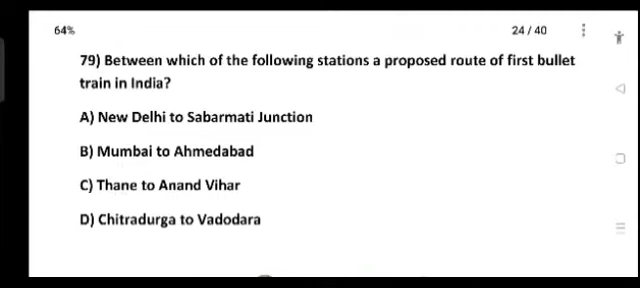 64%
24 / 40
79) Between which of the following stations a proposed route of first bullet
train in India?
A) New Delhi to Sabarmati Junction
B) Mumbai to Ahmedabad
C) Thane to Anand Vihar
D) Chitradurga to Vadodara